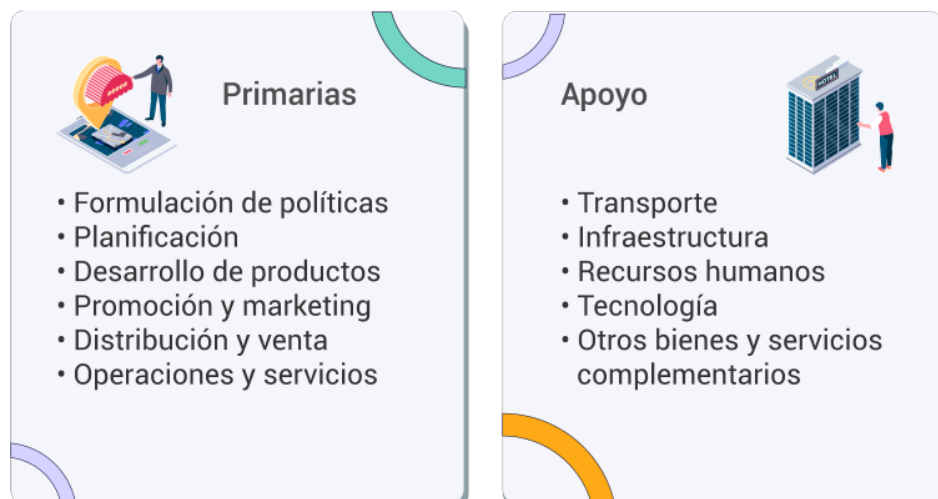 Primarias
• Formulación de políticas
• Planificación
• Desarrollo de productos
• Promoción y marketing
• Distribución y venta
• Operaciones y servicios
Apoyo
HOTEL
• Transporte
• Infraestructura
• Recursos humanos
• Tecnología
• Otros bienes y servicios
complementarios